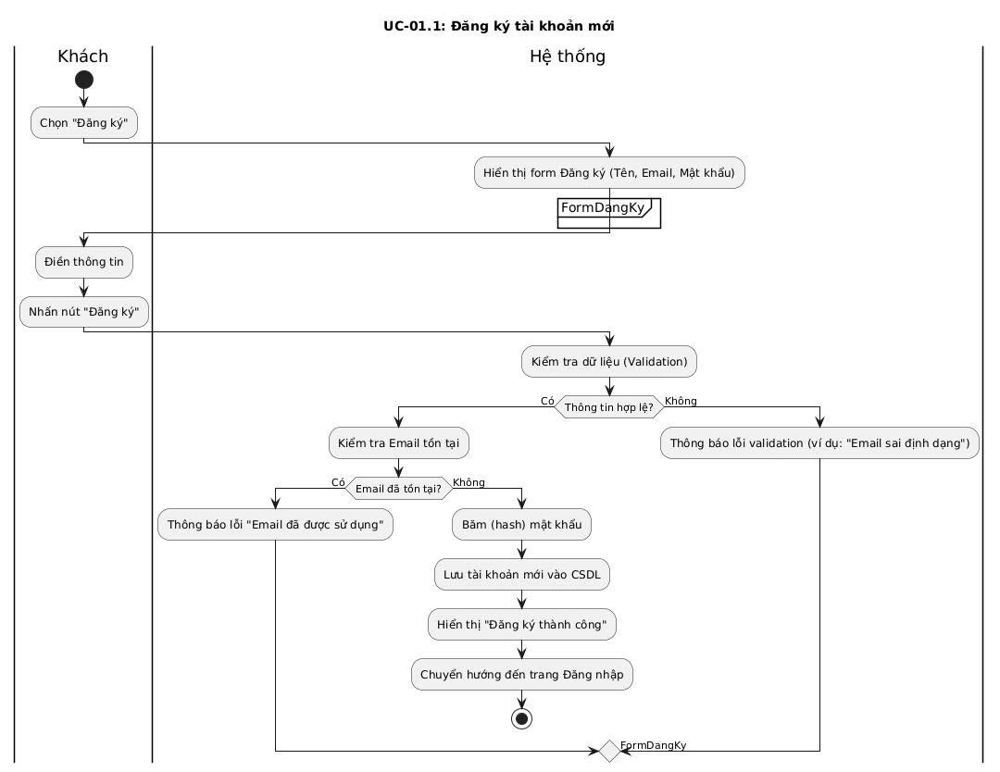 UC-01.1: Đăng ký tài khoản mới
Khách
Hệ thống
Chọn "Đăng ký"
Hiển thị form Đăng ký (Tên, Email, Mật khẩu)
FormDangKy
Điền thông tin
Nhấn nút "Đăng ký"
Kiểm tra dữ liệu (Validation)
Có
Thông tin hợp lệ?
Không
Kiểm tra Email tồn tại
Thông báo lỗi validation (ví dụ: "Email sai định dạng")
Có
Email đã tồn tại?
Không
Thông báo lỗi "Email đã được sử dụng"
Băm (hash) mật khẩu
Lưu tài khoản mới vào CSDL
Hiển thị "Đăng ký thành công"
Chuyển hướng đến trang Đăng nhập
FormDangKy